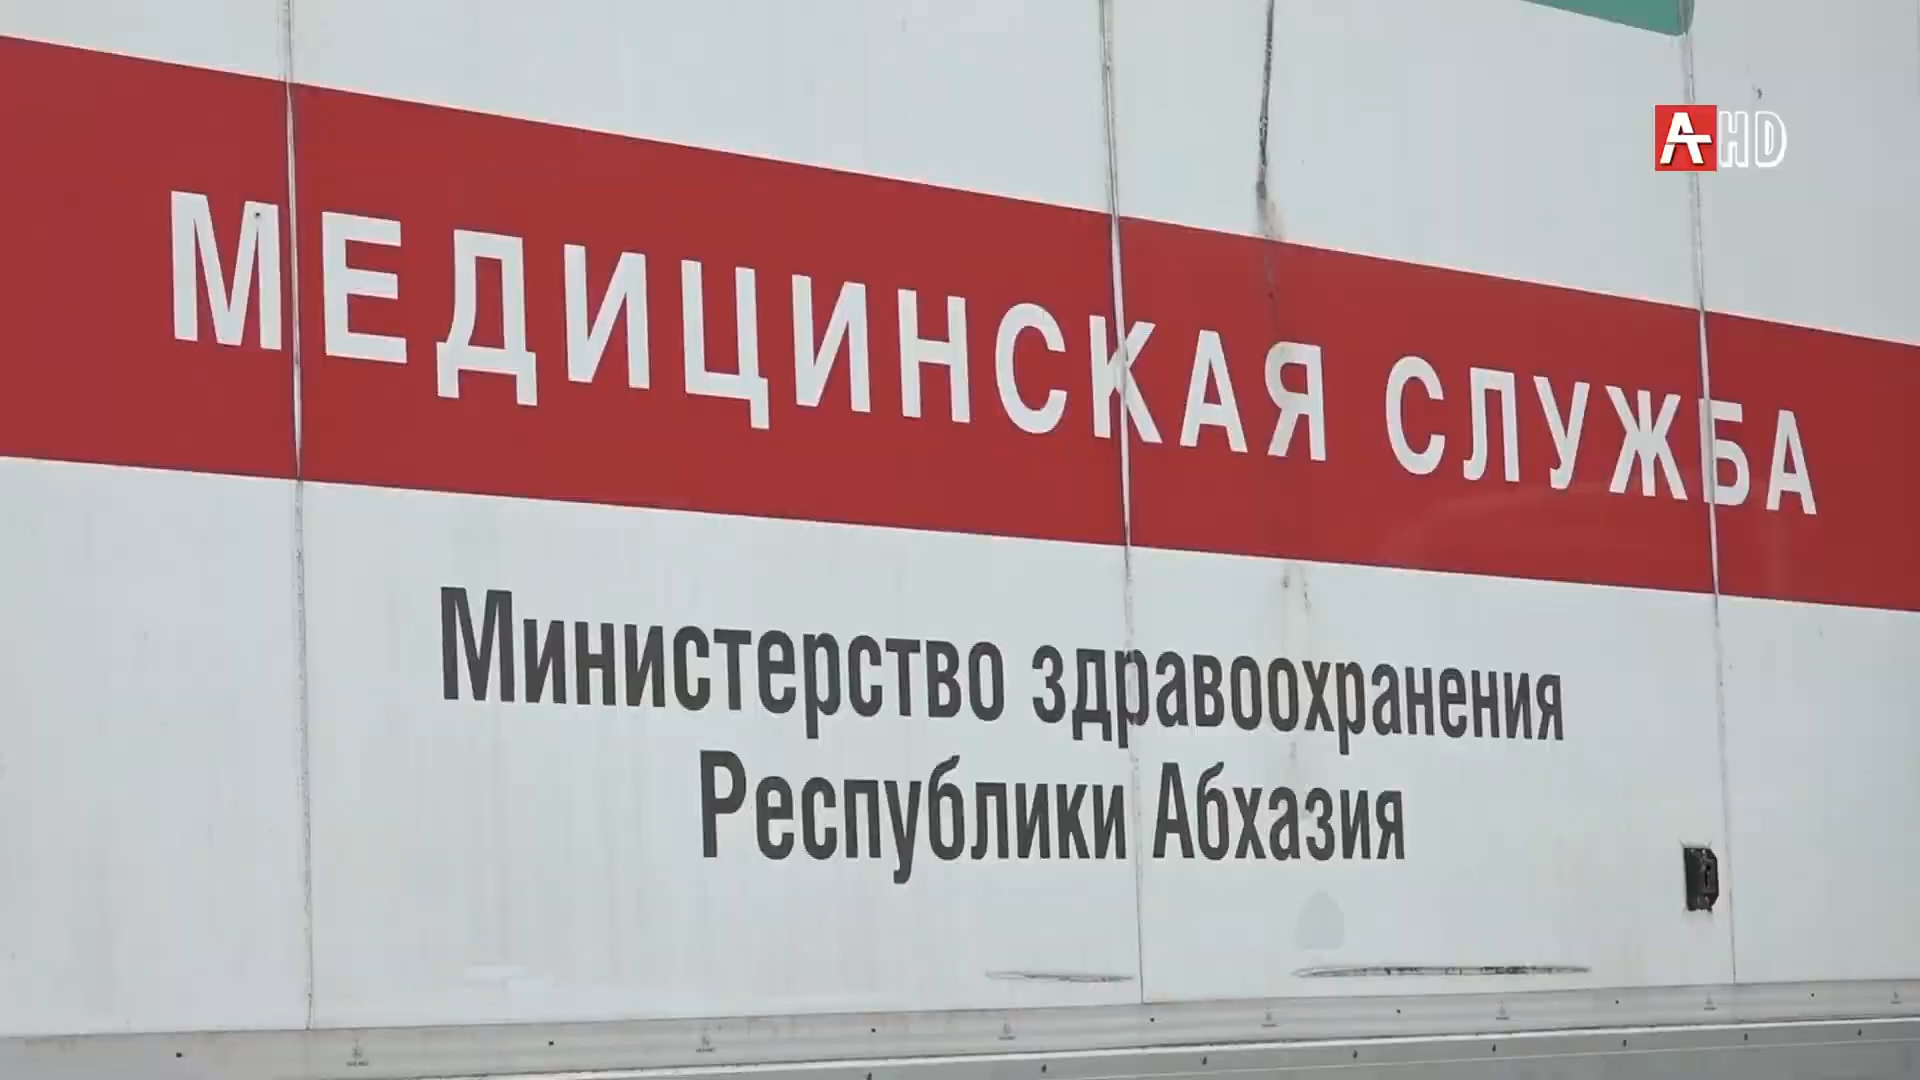 HD
МЕДИЦИНСКАЯ СЛУЖБА
Министерство здравоохранения
Республики Абхазия